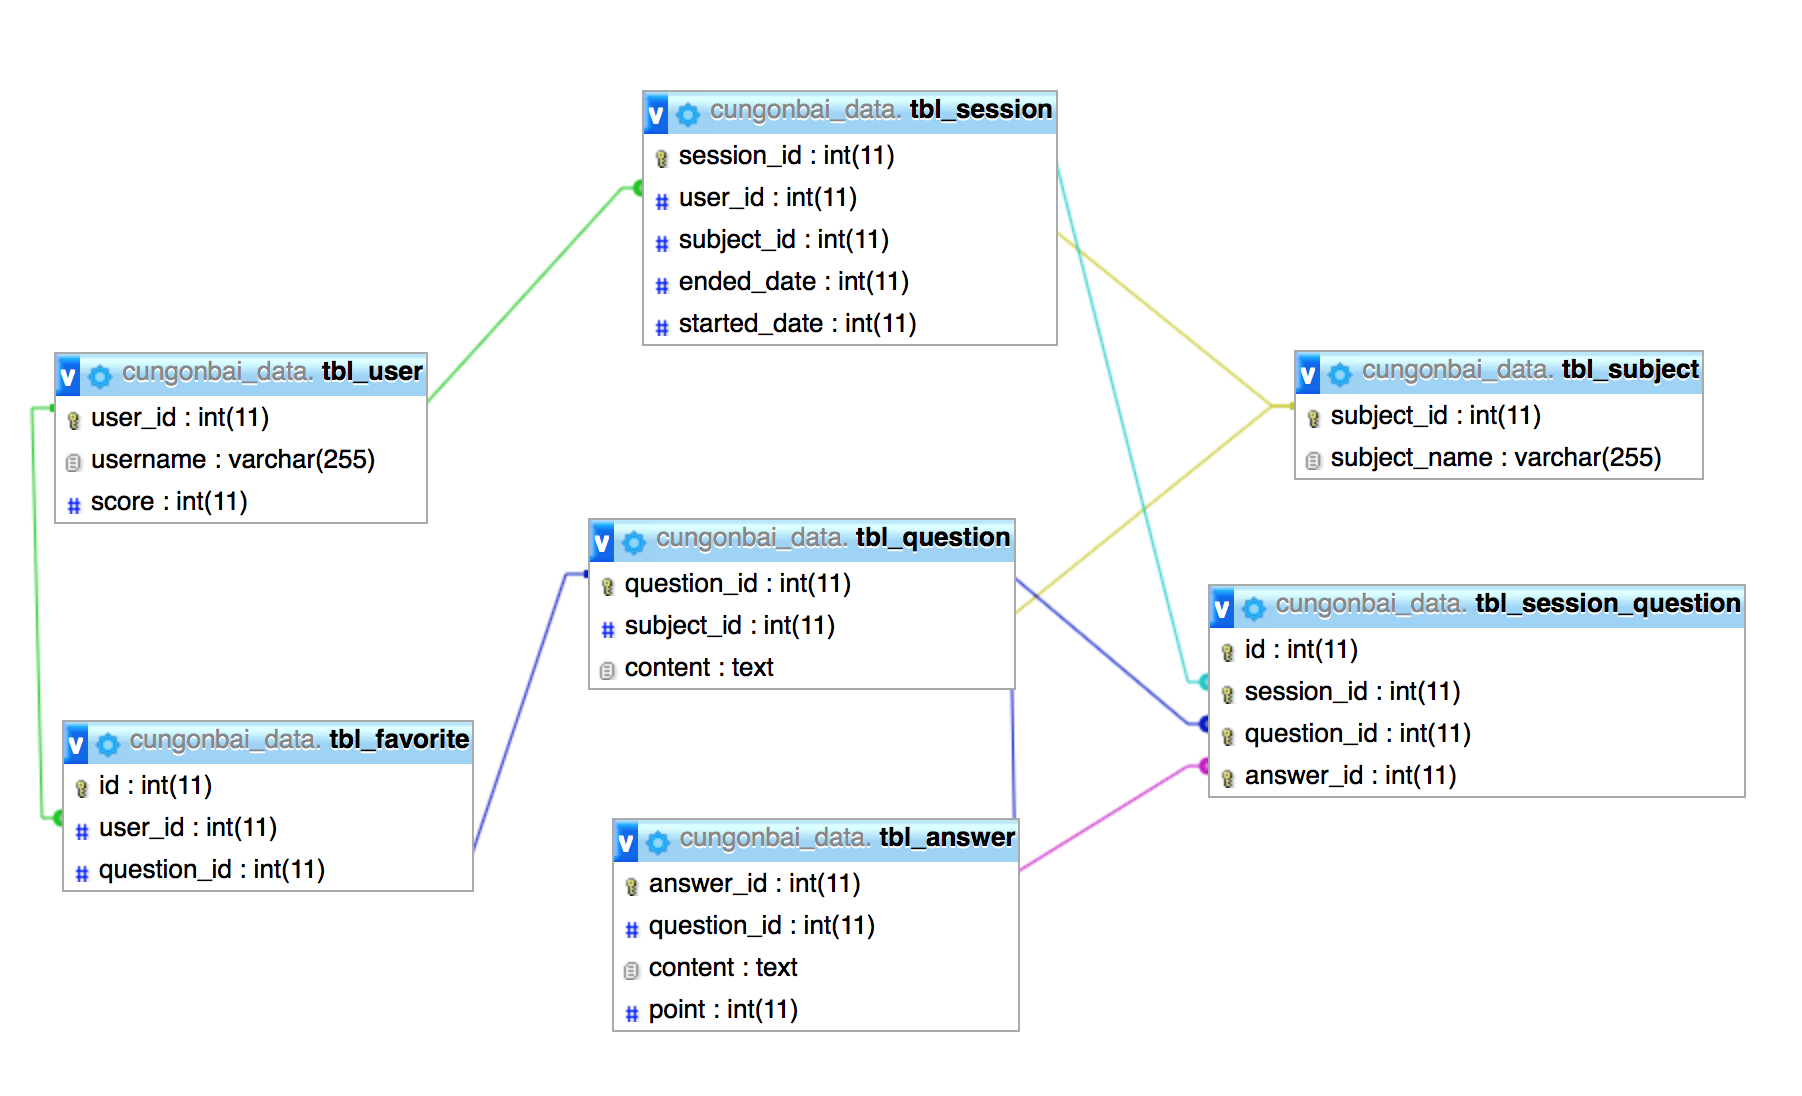 v cungonbai_data. tbl_session
session_id : int(11)
user_id : int(11)
subject_id : int(11)
ended_date : int(11)
started_date : int(11)
v cungonbai_data. tbl_user
user_id : int(11)
username : varchar(255)
# score : int(11)
v cungonbai_data. tbl_subject
subject_id : int(11)
subject_name : varchar(255)
v cungonbai_data. tbl_question
question_id : int(11)
# subject_id : int(11)
content : text
v cungonbai_data. tbl_session_question
id : int(11)
session_id : int(11)
question_id : int(11)
answer_id : int(11)
v cungonbai_data. tbl_favorite
id : int(11)
# user_id : int(11)
# question_id : int(11)
v cungonbai_data. tbl_answer
answer_id : int(11)
# question_id : int(11)
content : text
# point : int(11)